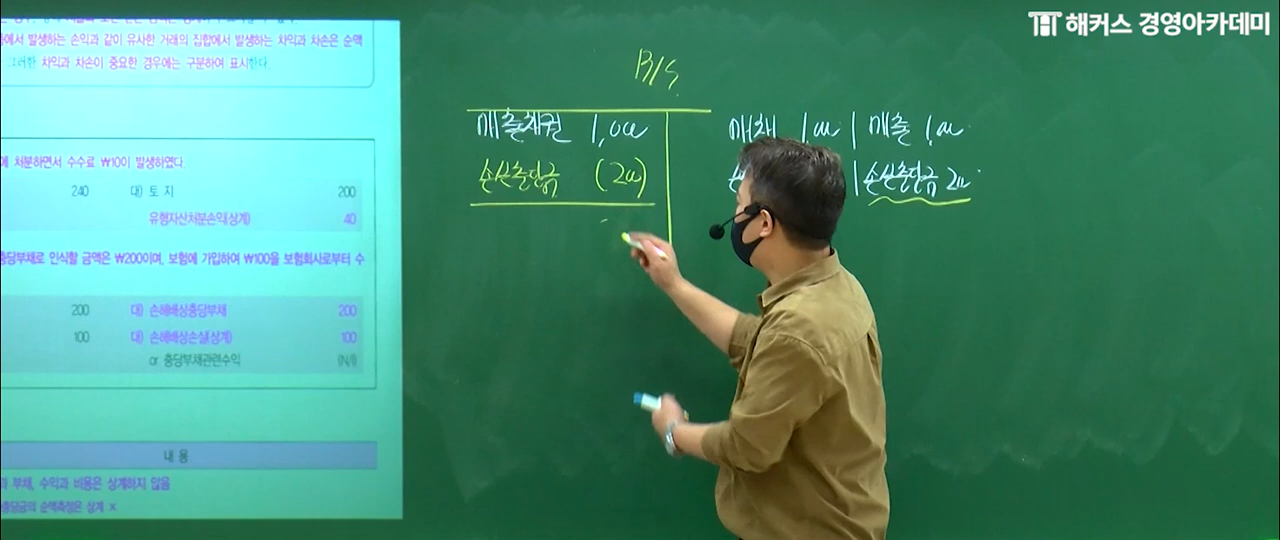 해커스 경영아카데미
에서 발생하는 손익과 같이 유사한 거래의 집합에서 발생하는 차익과 차손은 순액
그러한 차익과 차손이 중요한 경우에는 구분하여 표시한다.
에 처분하면서 수수료 ₩10이 발생하였다.
240 대) 토 지 200
유형자산처분손익(상계) 40
충당부채로 인식할 금액은 ₩200이며, 보험에 가입하여 ₩100을 보험회사로부터 수
200 대) 손해배상충당부채 200
100 대) 손해배상손실(상계) 100
or 충당부채관련수익 (N/I)
내 용
과 부채, 수익과 비용은 상계하지 않음
충당금의 순액측정은 상계 ×
B/S
매출채권
손실충당금
매채 | 매출
손 | 손실충당금